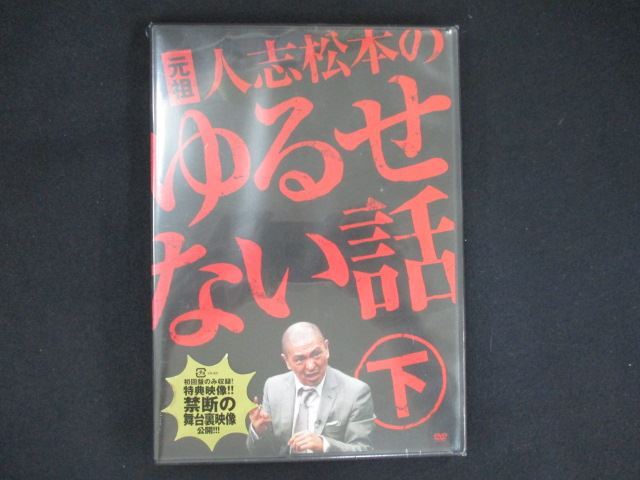 元祖
人志松本の
ゆるせ
ない話
下
初回盤のみ収録!
特典映像!!
禁断の
舞台裏映像
公開!!!
DVD